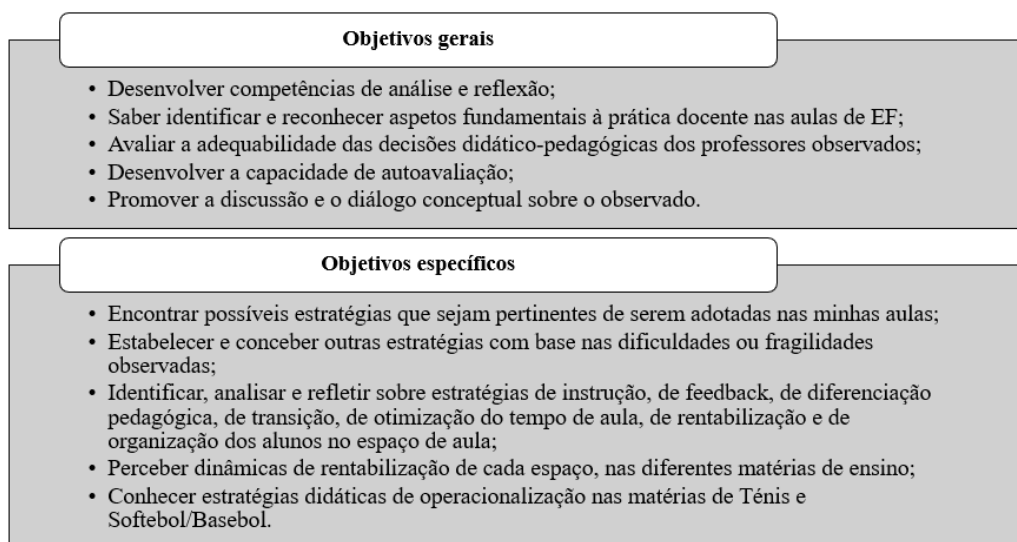 Objetivos gerais
• Desenvolver competências de análise e reflexão;
• Saber identificar e reconhecer aspetos fundamentais à prática docente nas aulas de EF;
• Avaliar a adequabilidade das decisões didático-pedagógicas dos professores observados;
• Desenvolver a capacidade de autoavaliação;
• Promover a discussão e o diálogo conceptual sobre o observado.
Objetivos específicos
• Encontrar possíveis estratégias que sejam pertinentes de serem adotadas nas minhas aulas;
• Estabelecer e conceber outras estratégias com base nas dificuldades ou fragilidades
observadas;
• Identificar, analisar e refletir sobre estratégias de instrução, de feedback, de diferenciação
pedagógica, de transição, de otimização do tempo de aula, de rentabilização e de
organização dos alunos no espaço de aula;
• Perceber dinâmicas de rentabilização de cada espaço, nas diferentes matérias de ensino;
• Conhecer estratégias didáticas de operacionalização nas matérias de Ténis e
Softebol/Basebol.